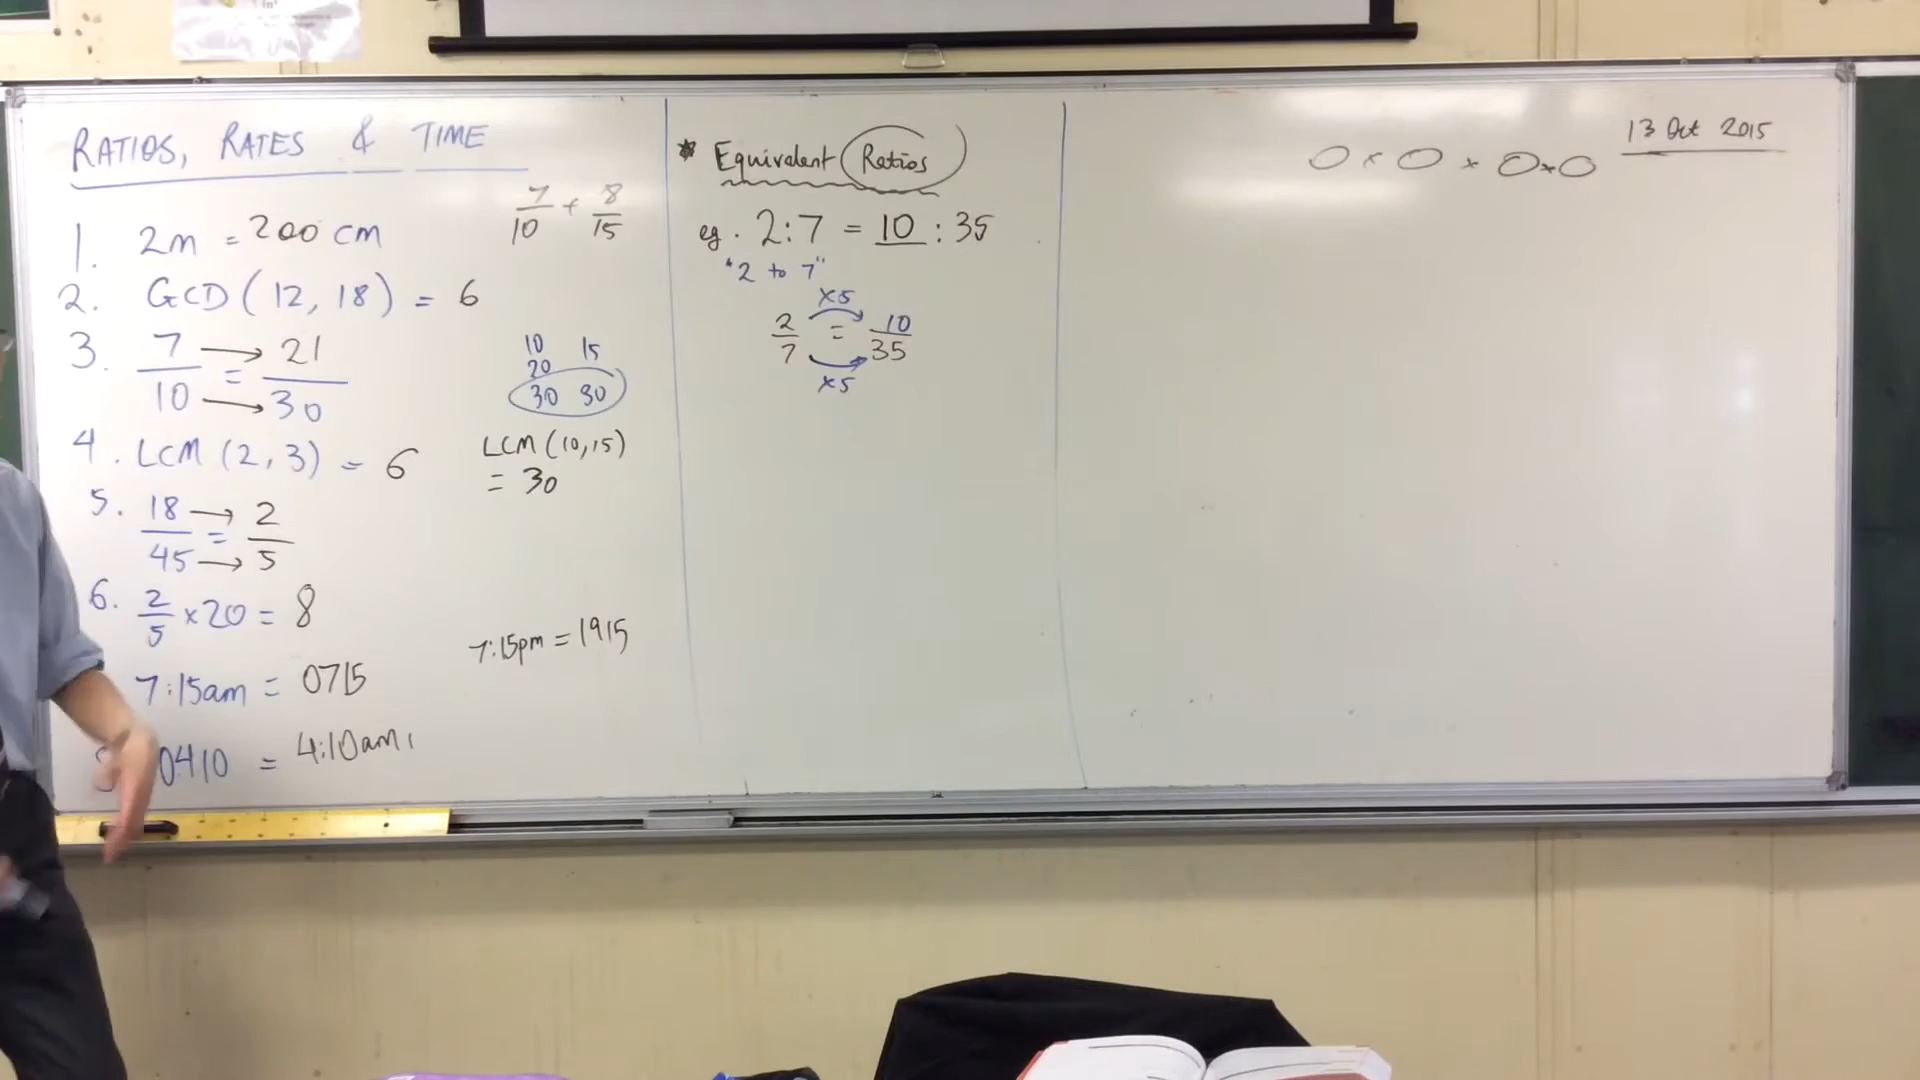 RATIOS, RATES & TIME
7/10 + 8/15
1. 2m = 200 cm
2. GCD (12, 18) = 6
3. 7/10 = 21/30
10 15
20
30 30
4. LCM (2, 3) = 6
LCM (10, 15)
= 30
5. 18/45 = 2/5
6. 2/5 × 20 = 8
7:15am = 0715
7:15pm = 1915
0410 = 4:10am
* Equivalent Ratios
eg. 2:7 = 10 : 35
"2 to 7"
×5
2/7 = 10/35
×5
13 Oct 2015